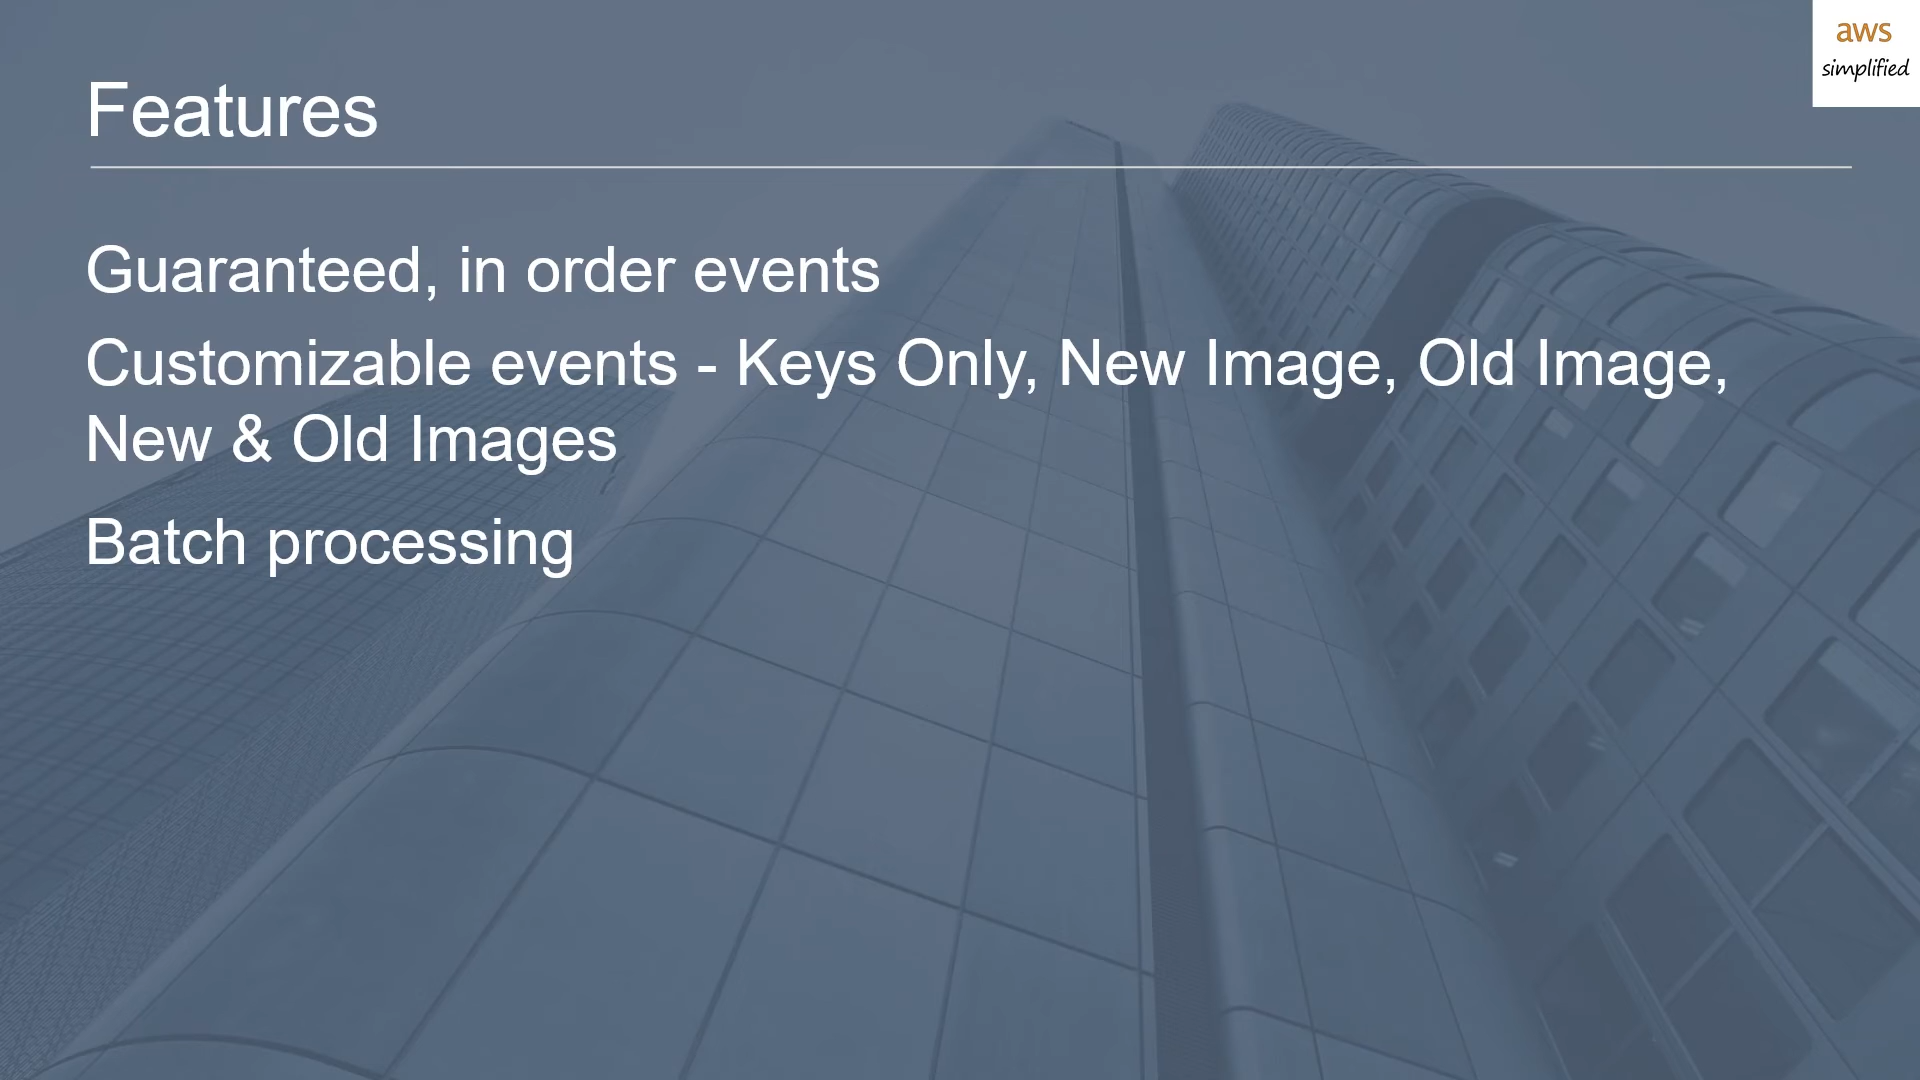 aws
simplified
Features
Guaranteed, in order events
Customizable events - Keys Only, New Image, Old Image,
New & Old Images
Batch processing